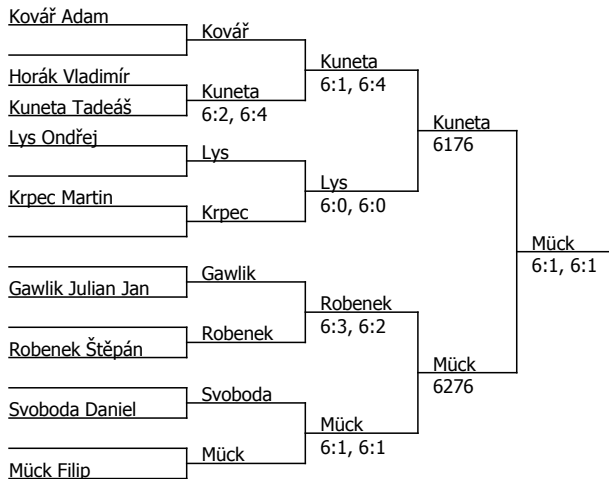 Kovář Adam
Kovář
Kuneta
6:1, 6:4
Horák Vladimír
Kuneta
6:2, 6:4
Kuneta Tadeáš
Kuneta
6176
Lys Ondřej
Lys
Lys
6:0, 6:0
Krpec Martin
Krpec
Mück
6:1, 6:1
Gawlik
Gawlik Julian Jan
Robenek
6:3, 6:2
Robenek
Robenek Štěpán
Mück
6276
Svoboda
Svoboda Daniel
Mück
6:1, 6:1
Mück
Mück Filip